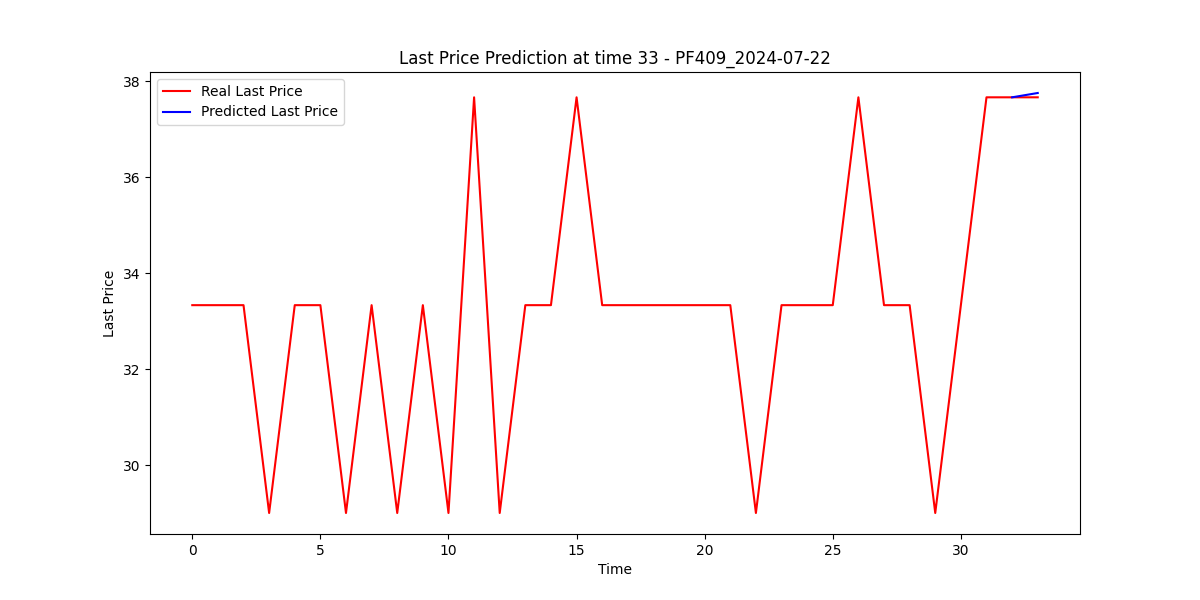 Last Price Prediction at time 33 - PF409_2024-07-22
Real Last Price
Predicted Last Price
Last Price
38
36
34
32
30
0 5 10 15 20 25 30
Time